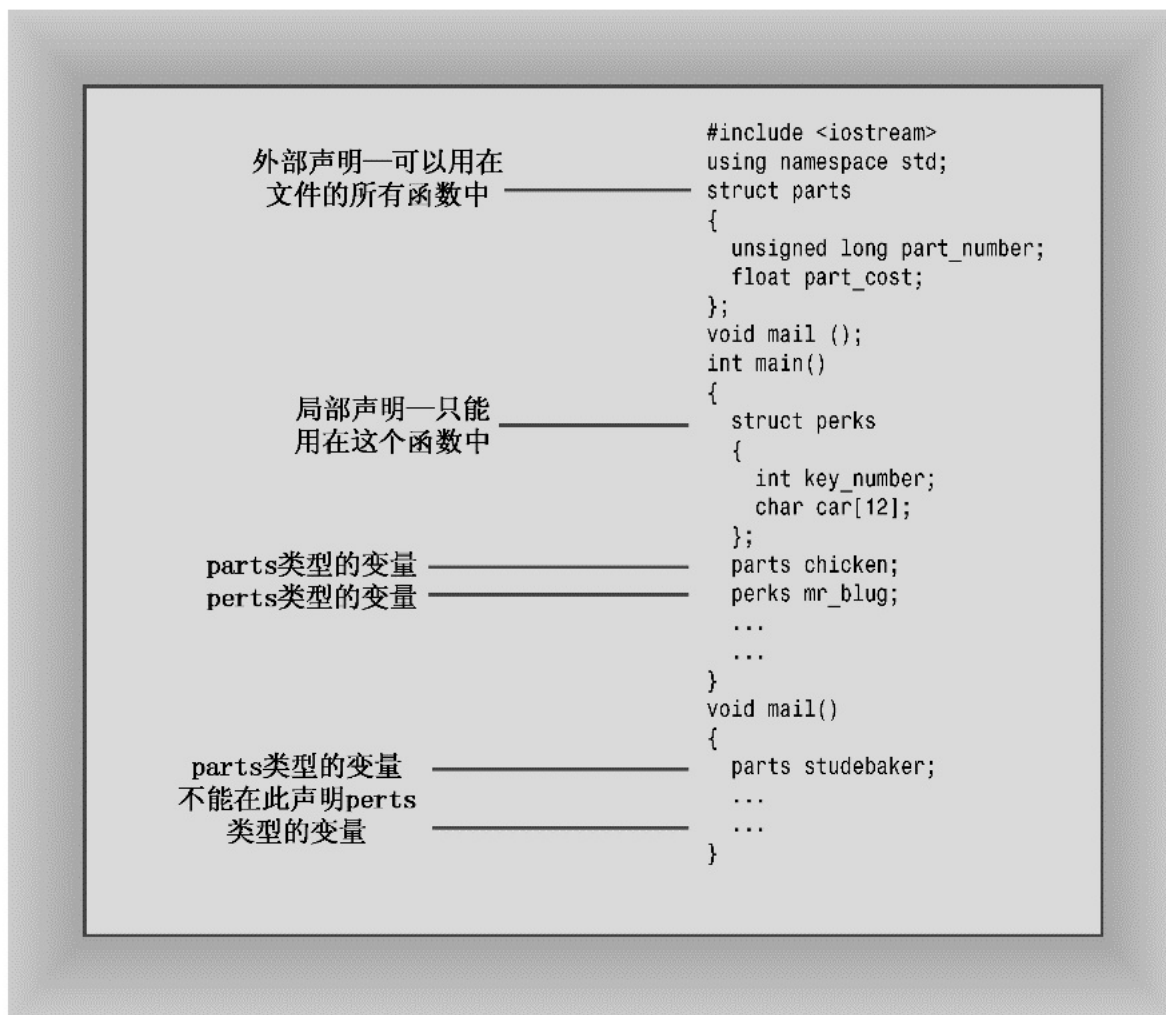 外部声明—可以用在
文件的所有函数中
#include <iostream>
using namespace std;
struct parts
{
  unsigned long part_number;
  float part_cost;
};
void mail ();
int main()
{
局部声明—只能
用在这个函数中
  struct perks
  {
    int key_number;
    char car[12];
  };
parts类型的变量
  parts chicken;
perts类型的变量
  perks mr_blug;
  ...
  ...
}
void mail()
{
parts类型的变量
  parts studebaker;
不能在此声明perts
类型的变量
  ...
  ...
}